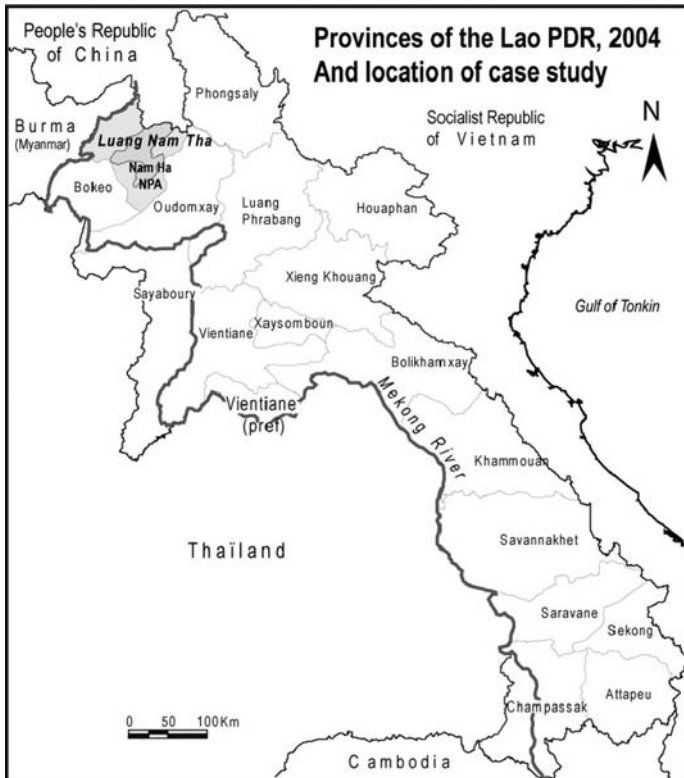 People's Republic
of China
Provinces of the Lao PDR, 2004
And location of case study
Phongsaly
Socialist Republic
of Vietnam
N
Burma
(Myanmar)
Luang Nam Tha
Nam Ha
NPA
Bokeo
Oudomxay
Luang
Phrabang
Houaphan
Xieng Khouang
Sayaboury
Gulf of Tonkin
Vientiane
Xaysomboun
Bolikhamxay
Vientiane
(pref)
Mekong River
Khammouan
Thaïland
Savannakhet
Saravane
Sekong
Champassak
Attapeu
0 50 100 Km
Cambodia